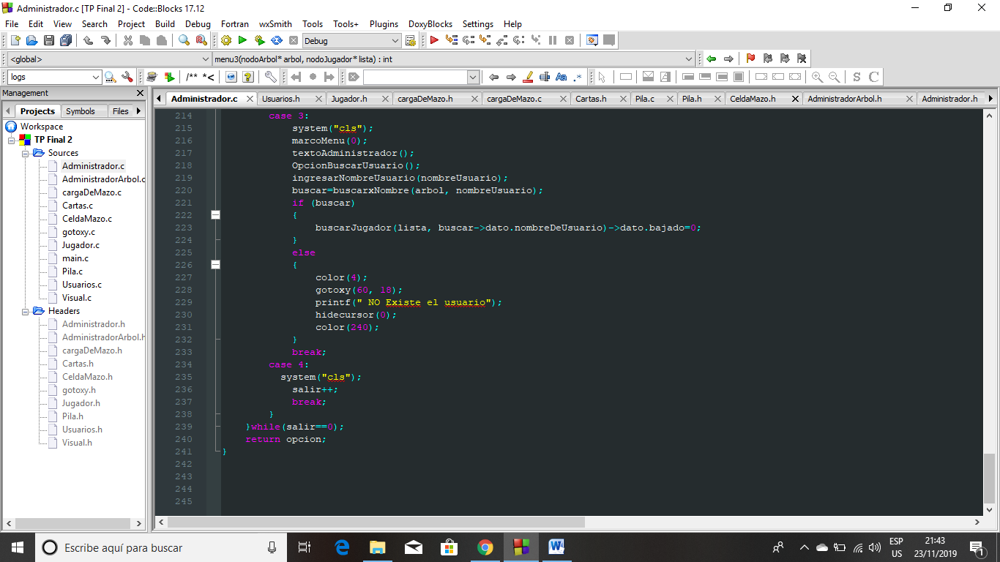 Administrador.c [TP Final 2] - Code::Blocks 17.12
File Edit View Search Project Build Debug Fortran wxSmith Tools Tools+ Plugins DoxyBlocks Settings Help
Debug
<global>
menu3(nodoArbol* arbol, nodoJugador* lista) : int
logs
/** *<
Aa .*
S C
Management
Projects Symbols Files
Administrador.c Usuarios.h Jugador.h cargaDeMazo.h cargaDeMazo.c Cartas.h Pila.c Pila.h CeldaMazo.h AdministradorArbol.h Administrador.h
Workspace
TP Final 2
Sources
Administrador.c
AdministradorArbol.c
cargaDeMazo.c
Cartas.c
CeldaMazo.c
gotoxy.c
Jugador.c
main.c
Pila.c
Usuarios.c
Visual.c
Headers
Administrador.h
AdministradorArbol.h
cargaDeMazo.h
Cartas.h
CeldaMazo.h
gotoxy.h
Jugador.h
Pila.h
Usuarios.h
Visual.h
214 case 3:
215 system("cls");
216 marcoMenu(0);
217 textoAdministrador();
218 OpcionBuscarUsuario();
219 ingresarNombreUsuario(nombreUsuario);
220 buscar=buscarxNombre(arbol, nombreUsuario);
221 if (buscar)
222 {
223 buscarJugador(lista, buscar->dato.nombreDeUsuario)->dato.bajado=0;
224 }
225 else
226 {
227 color(4);
228 gotoxy(60, 18);
229 printf(" NO Existe el usuario");
230 hidecursor(0);
231 color(240);
232 }
233 break;
234 case 4:
235 system("cls");
236 salir++;
237 break;
238 }
239 }while(salir==0);
240 return opcion;
241 }
242
243
244
245
Escribe aquí para buscar
ESP
US
21:43
23/11/2019
1